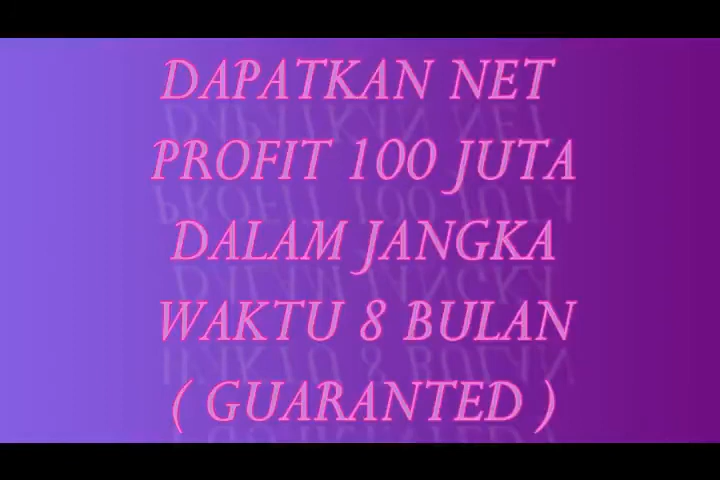 DAPATKAN NET
PROFIT 100 JUTA
DALAM JANGKA
WAKTU 8 BULAN
( GUARANTED )